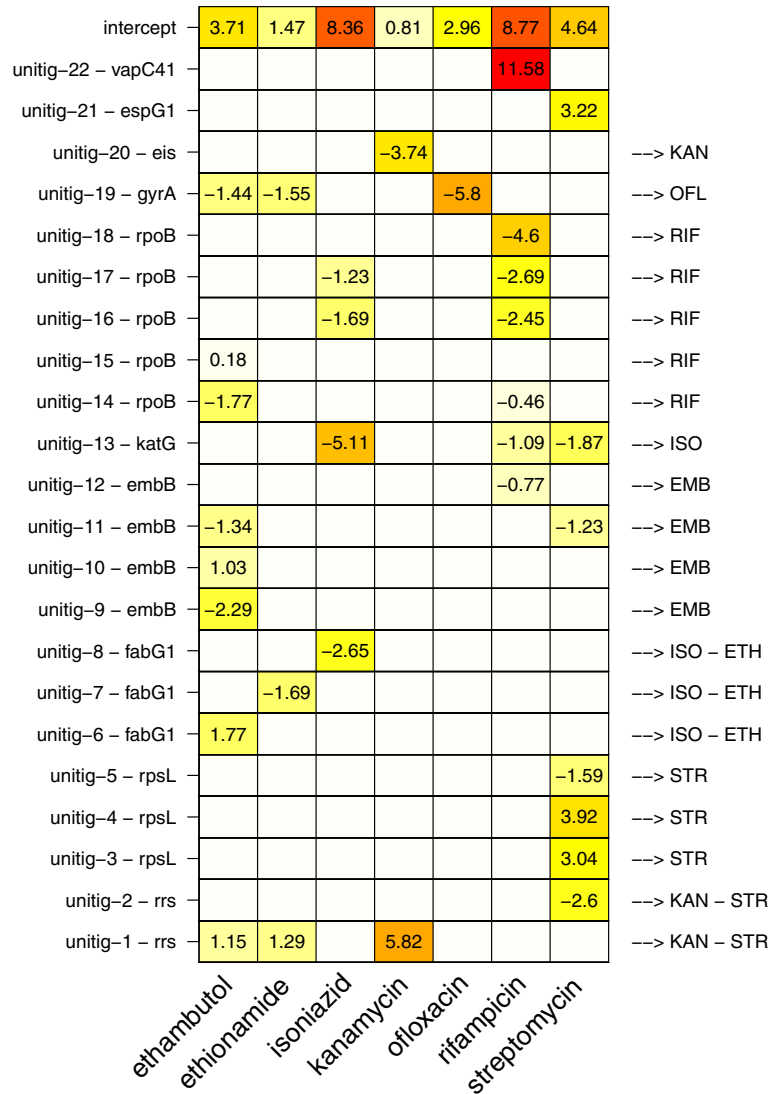 intercept 3.71 1.47 8.36 0.81 2.96 8.77 4.64
unitig−22 − vapC41 11.58
unitig−21 − espG1 3.22
unitig−20 − eis −3.74 −−> KAN
unitig−19 − gyrA −1.44 −1.55 −5.8 −−> OFL
unitig−18 − rpoB −4.6 −−> RIF
unitig−17 − rpoB −1.23 −2.69 −−> RIF
unitig−16 − rpoB −1.69 −2.45 −−> RIF
unitig−15 − rpoB 0.18 −−> RIF
unitig−14 − rpoB −1.77 −0.46 −−> RIF
unitig−13 − katG −5.11 −1.09 −1.87 −−> ISO
unitig−12 − embB −0.77 −−> EMB
unitig−11 − embB −1.34 −1.23 −−> EMB
unitig−10 − embB 1.03 −−> EMB
unitig−9 − embB −2.29 −−> EMB
unitig−8 − fabG1 −2.65 −−> ISO − ETH
unitig−7 − fabG1 −1.69 −−> ISO − ETH
unitig−6 − fabG1 1.77 −−> ISO − ETH
unitig−5 − rpsL −1.59 −−> STR
unitig−4 − rpsL 3.92 −−> STR
unitig−3 − rpsL 3.04 −−> STR
unitig−2 − rrs −2.6 −−> KAN − STR
unitig−1 − rrs 1.15 1.29 5.82 −−> KAN − STR
ethambutol ethionamide isoniazid kanamycin ofloxacin rifampicin streptomycin